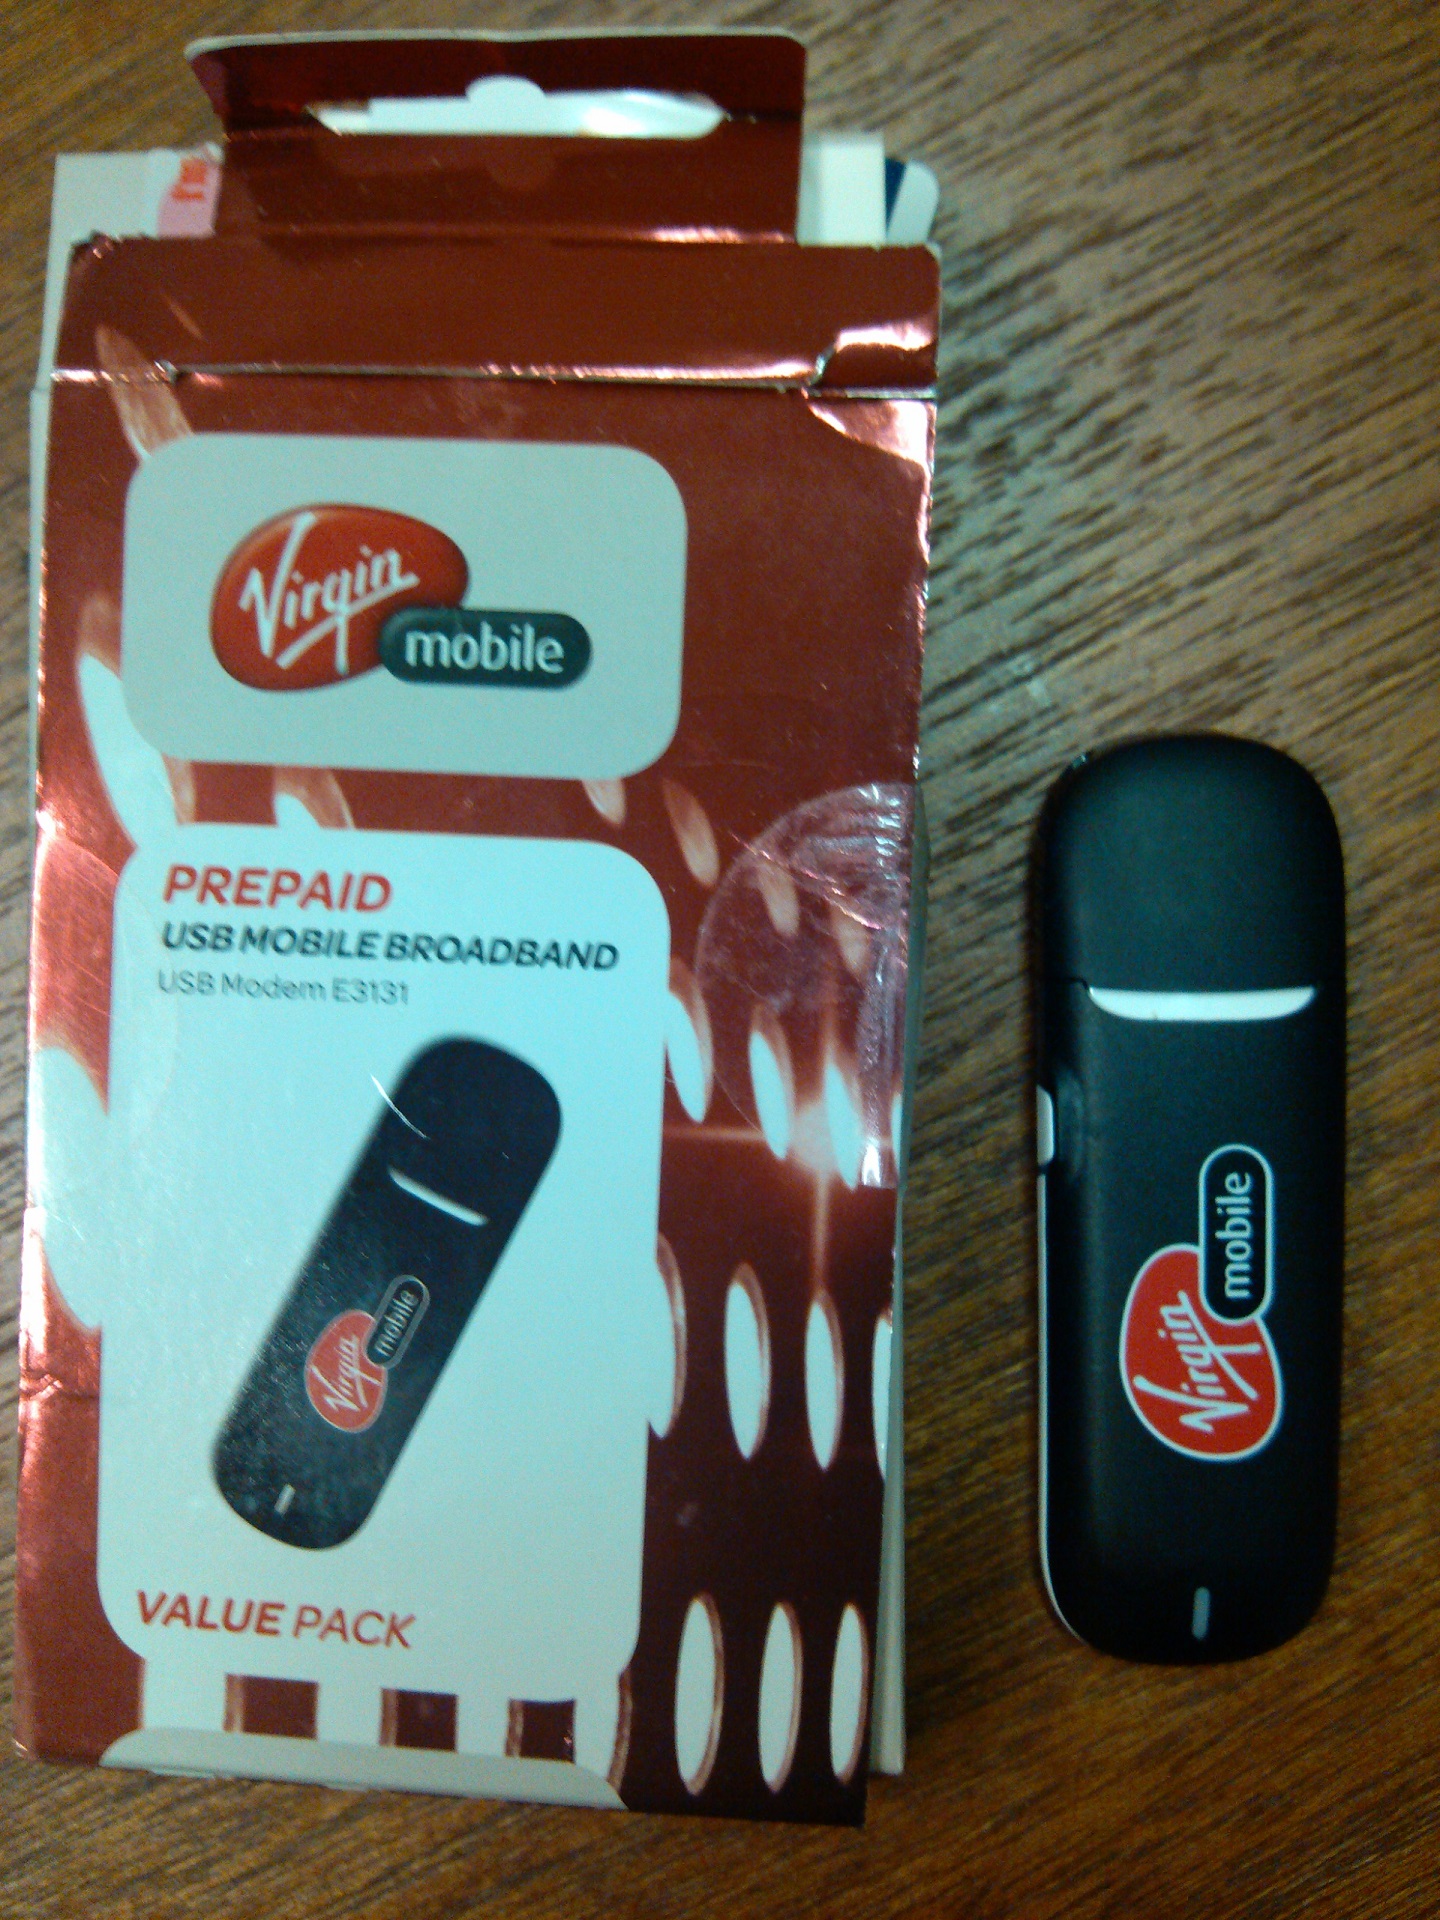 Virgin
mobile
PREPAID
USB MOBILE BROADBAND
USB Modem E3131
Virgin
mobile
VALUE PACK
Virgin
mobile